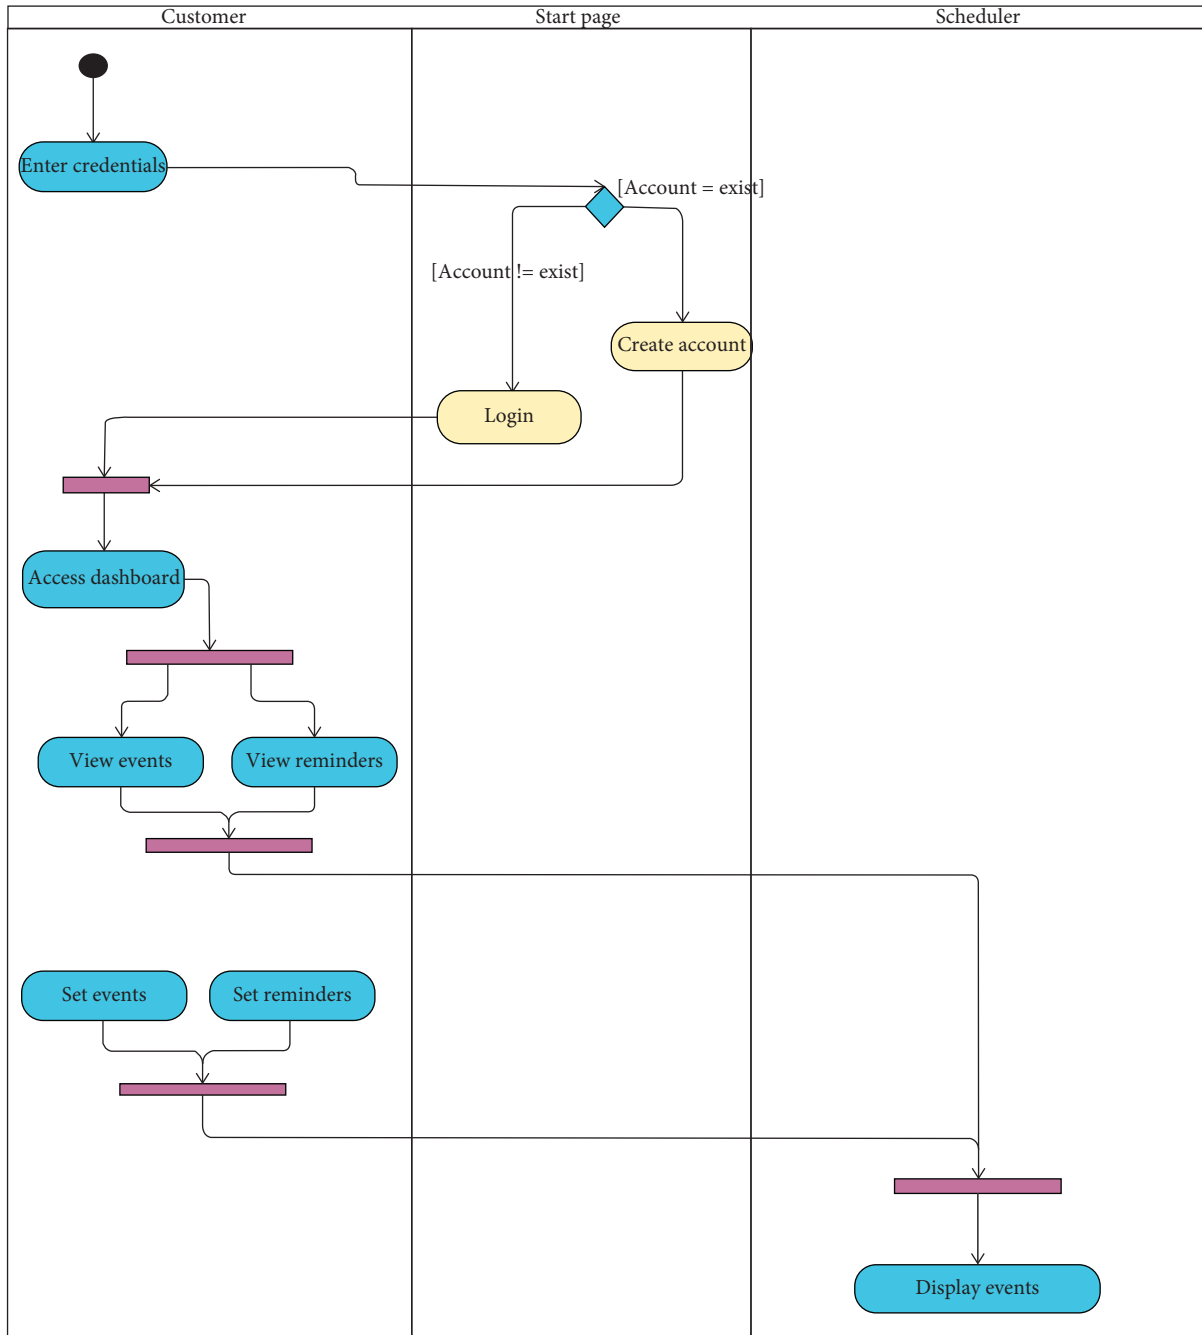 Customer
Start page
Scheduler
Enter credentials
[Account = exist]
[Account != exist]
Create account
Login
Access dashboard
View events
View reminders
Set events
Set reminders
Display events